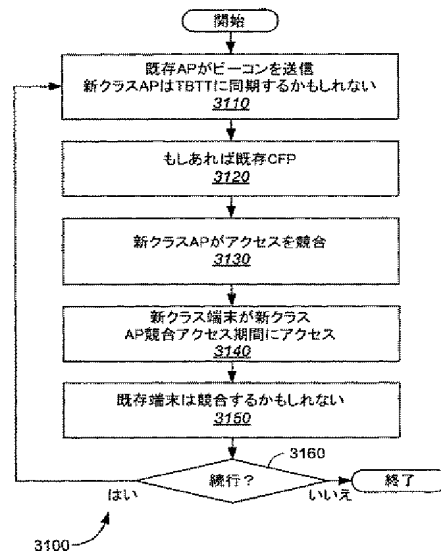 開始
既存APがビーコンを送信
新クラスAPはTBTTに同期するかもしれない
3110
もしあれば既存CFP
3120
新クラスAPがアクセスを競合
3130
新クラス端末が新クラス
AP競合アクセス期間にアクセス
3140
既存端末は競合するかもしれない
3150
3160
続行？
はい
いいえ
終了
3100